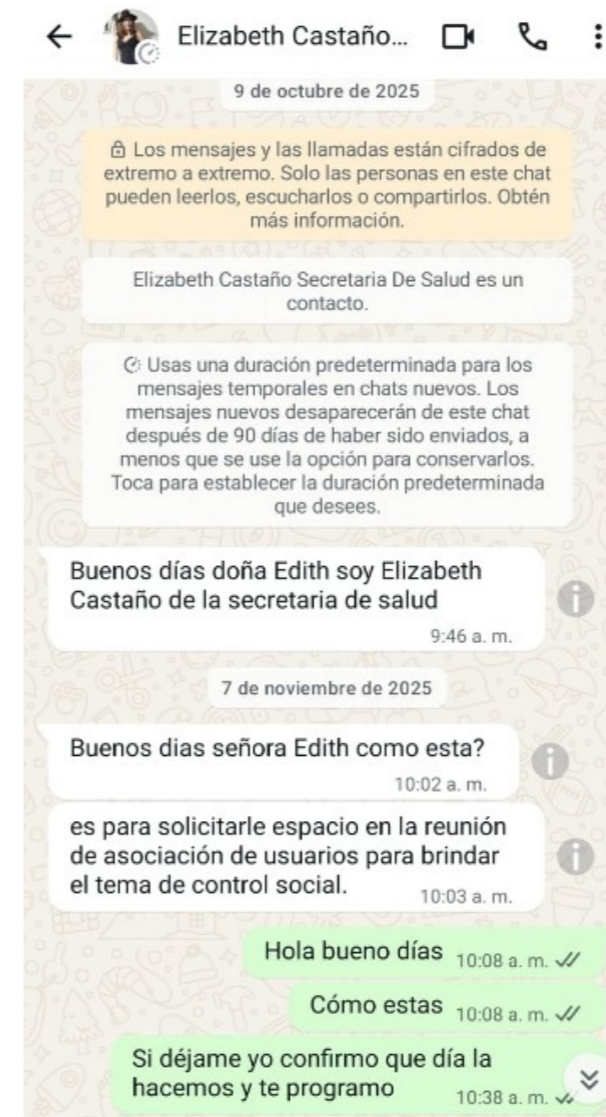 Elizabeth Castaño...
9 de octubre de 2025
Los mensajes y las llamadas están cifrados de
extremo a extremo. Solo las personas en este chat
pueden leerlos, escucharlos o compartirlos. Obtén
más información.
Elizabeth Castaño Secretaria De Salud es un
contacto.
Usas una duración predeterminada para los
mensajes temporales en chats nuevos. Los
mensajes nuevos desaparecerán de este chat
después de 90 días de haber sido enviados, a
menos que se use la opción para conservarlos.
Toca para establecer la duración predeterminada
que desees.
Buenos días doña Edith soy Elizabeth
Castaño de la secretaria de salud
9:46 a. m.
7 de noviembre de 2025
Buenos dias señora Edith como esta?
10:02 a. m.
es para solicitarle espacio en la reunión
de asociación de usuarios para brindar
el tema de control social.
10:03 a. m.
Hola bueno días 10:08 a. m.
Cómo estas 10:08 a. m.
Si déjame yo confirmo que día la
hacemos y te programo 10:38 a. m.